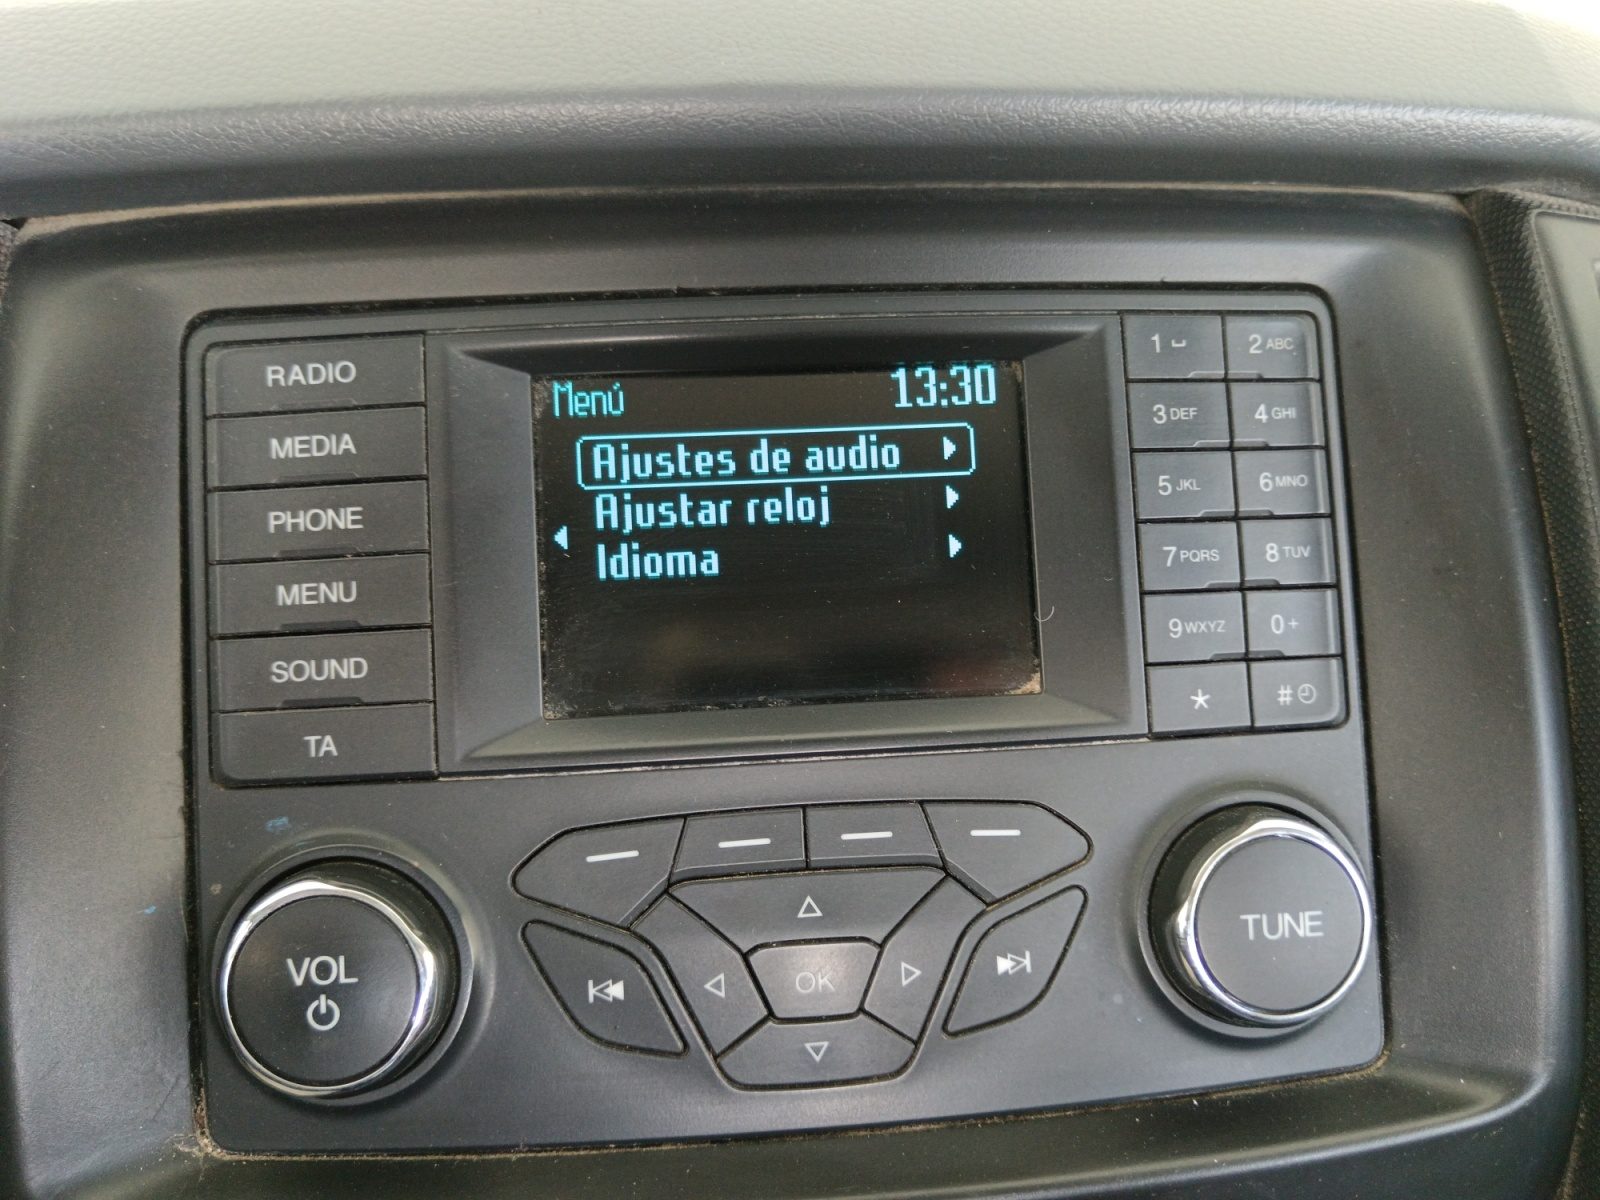 Menú 13:30
Ajustes de audio
Ajustar reloj
Idioma
RADIO
MEDIA
PHONE
MENU
SOUND
TA
1 2 ABC
3 DEF 4 GHI
5 JKL 6 MNO
7 PQRS 8 TUV
9 WXYZ 0 +
* #
VOL
OK
TUNE